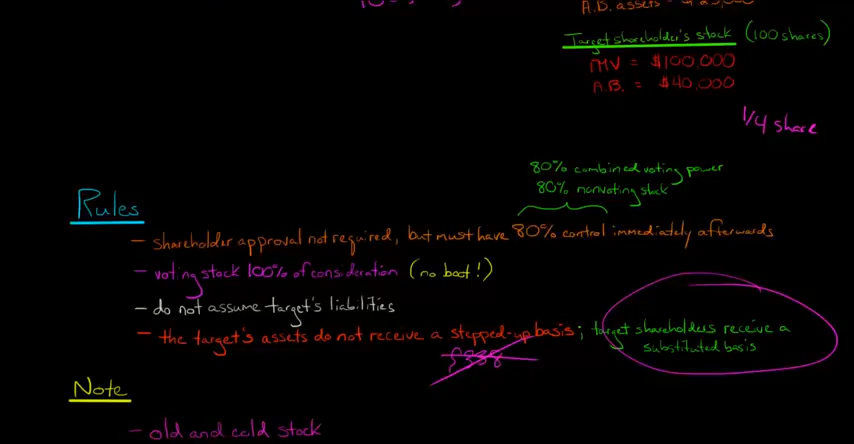 A.B. assets =
Target shareholder's stock (100 shares)
MV = $100,000
A.B. = $40,000
1/4 share
80% combined voting power
80% nonvoting stock
Rules
- shareholder approval not required, but must have 80% control immediately afterwards
- voting stock 100% of consideration (no boot!)
- do not assume target's liabilities
- the target's assets do not receive a stepped-up basis; target shareholders receive a
substituted basis
§338
Note
- old and cold stock